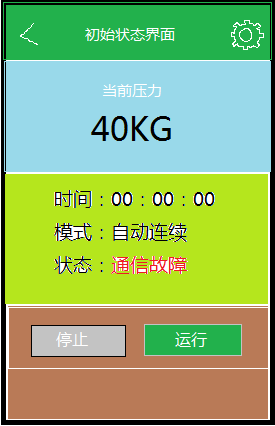 初始状态界面
当前压力
40KG
时间：00：00：00
模式：自动连续
状态：通信故障
停止 运行